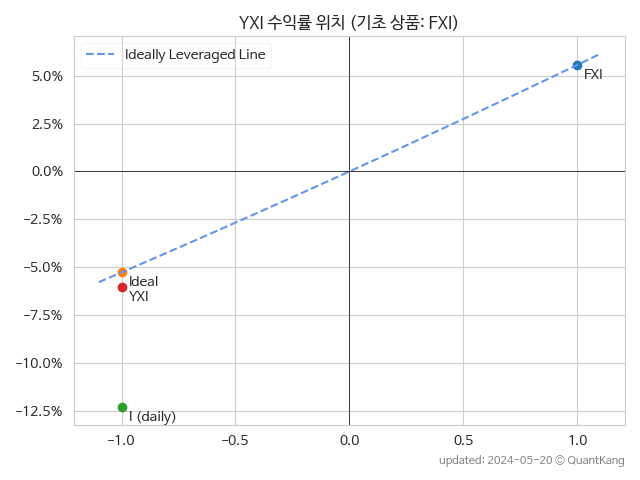 YXI 수익률 위치 (기초 상품: FXI)
Ideally Leveraged Line
5.0%
2.5%
0.0%
−2.5%
−5.0%
−7.5%
−10.0%
−12.5%
FXI
Ideal
YXI
I (daily)
−1.0
−0.5
0.0
0.5
1.0
updated: 2024-05-20 © QuantKang